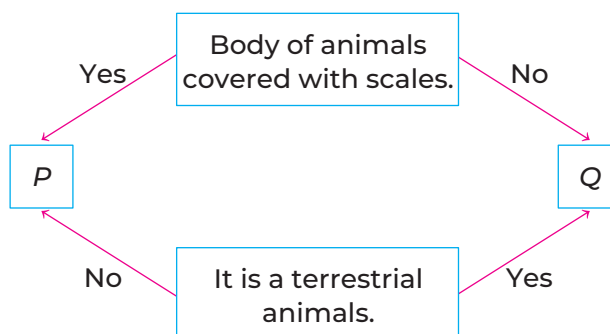 Body of animals
covered with scales.
Yes
No
P
Q
No
It is a terrestrial
animals.
Yes